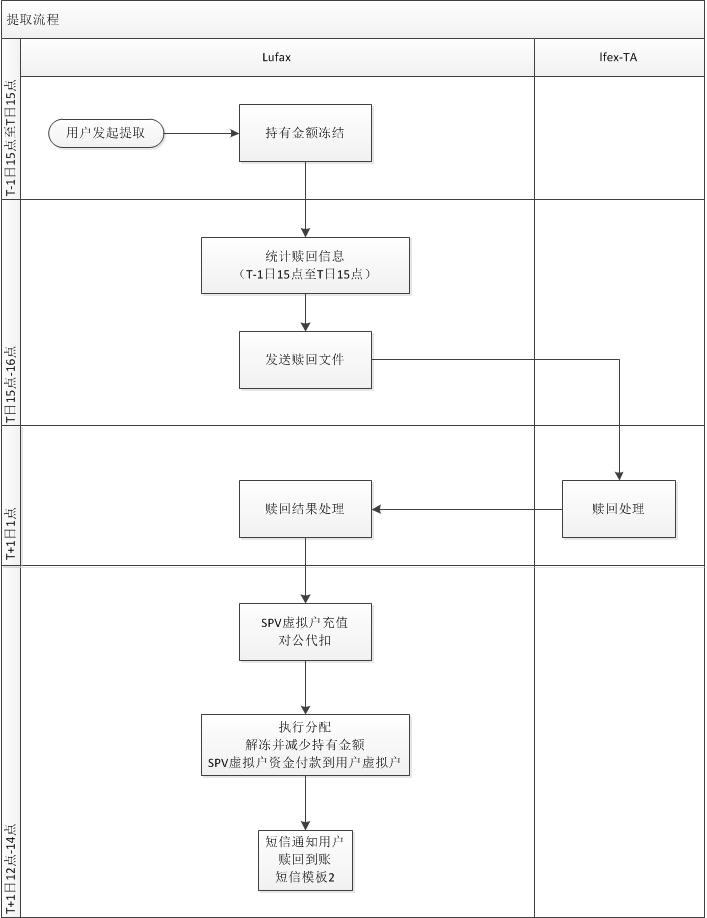 提取流程
Lufax
lfex-TA
T-1日15点至T日15点
用户发起提取
持有金额冻结
T日15点-16点
统计赎回信息
（T-1日15点至T日15点）
发送赎回文件
T+1日1点
赎回结果处理
赎回处理
T+1日12点-14点
SPV虚拟户充值
对公代扣
执行分配
解冻并减少持有金额
SPV虚拟户资金付款到用户虚拟户
短信通知用户
赎回到账
短信模板2